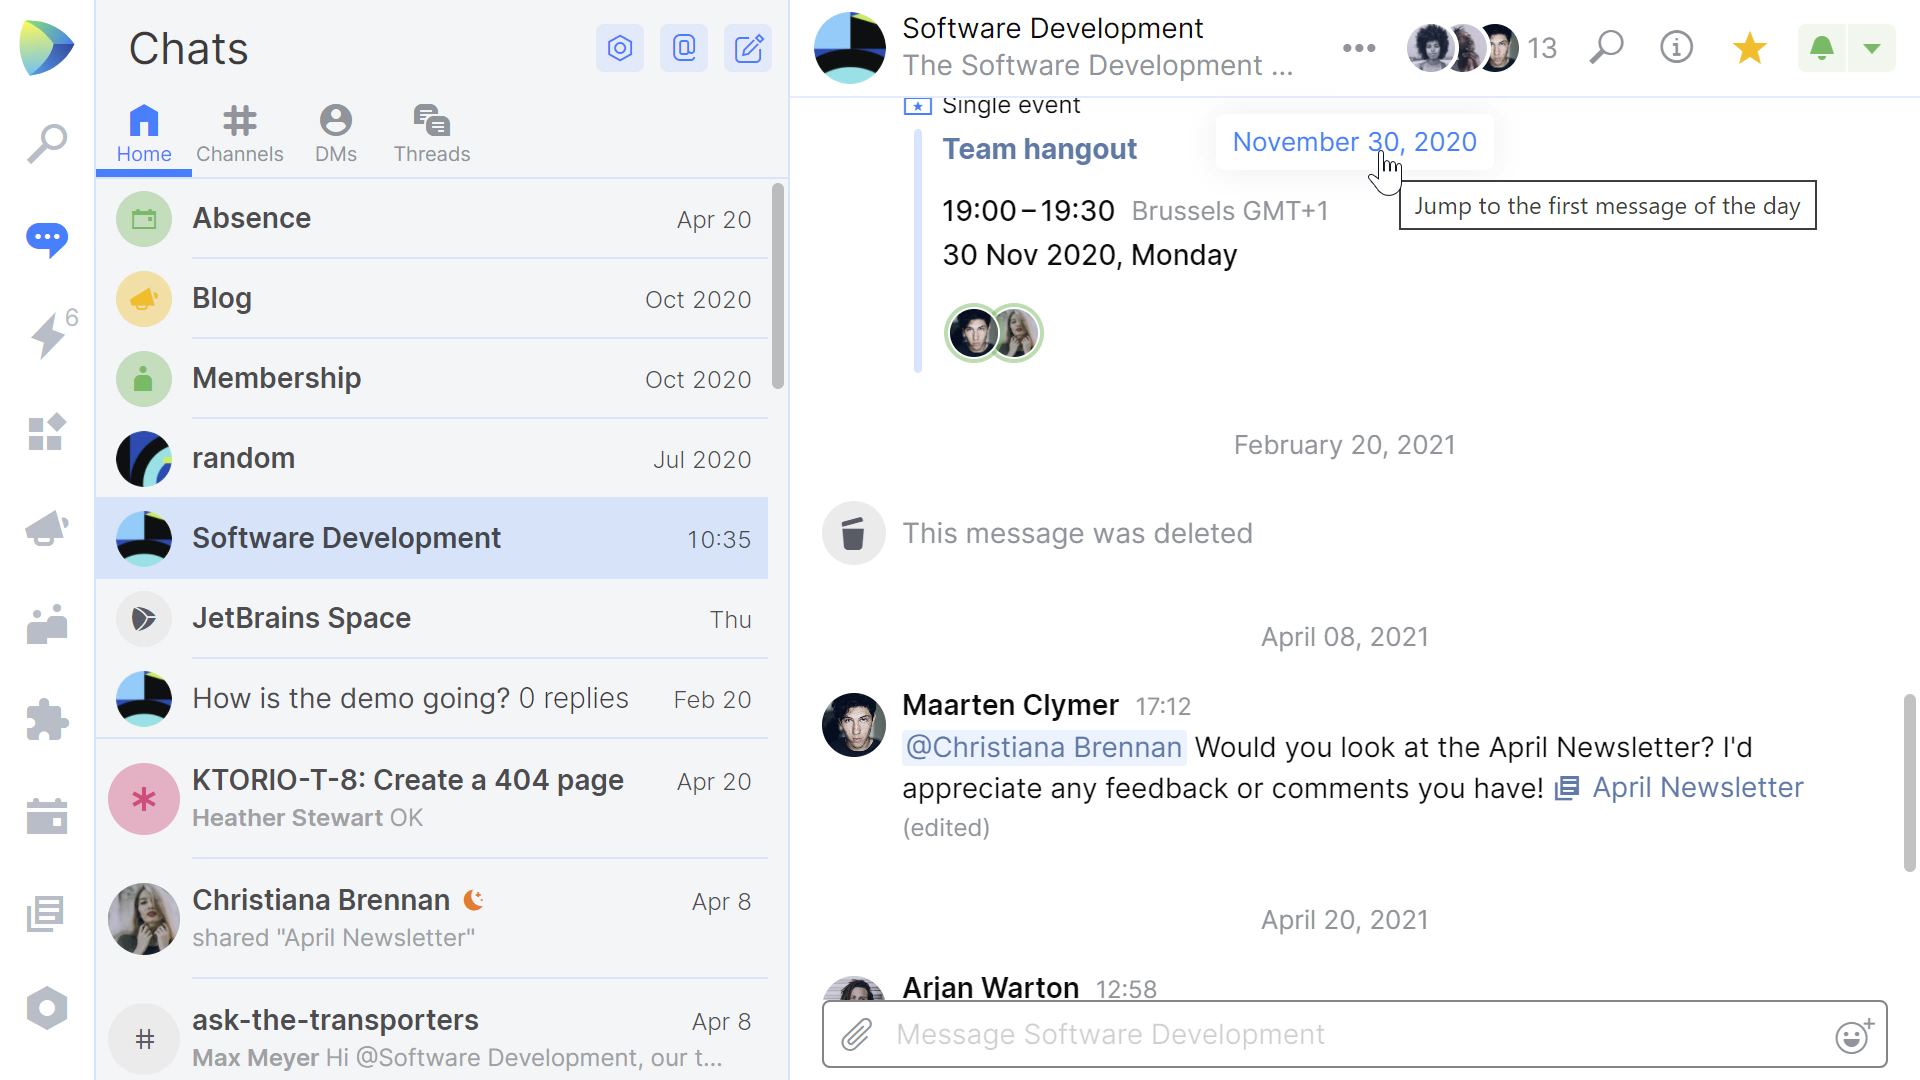 Chats
Home
Channels
DMs
Threads
6
Absence Apr 20
Blog Oct 2020
Membership Oct 2020
random Jul 2020
Software Development 10:35
JetBrains Space Thu
How is the demo going? 0 replies Feb 20
KTORIO-T-8: Create a 404 page Apr 20
Heather Stewart OK
Christiana Brennan Apr 8
shared "April Newsletter"
ask-the-transporters Apr 8
Max Meyer Hi @Software Development, our t...
Software Development
The Software Development ...
13
Single event
Team hangout
November 30, 2020
Jump to the first message of the day
19:00 – 19:30 Brussels GMT+1
30 Nov 2020, Monday
February 20, 2021
This message was deleted
April 08, 2021
Maarten Clymer 17:12
@Christiana Brennan Would you look at the April Newsletter? I'd
appreciate any feedback or comments you have! April Newsletter
(edited)
April 20, 2021
Arjan Warton 12:58
Message Software Development